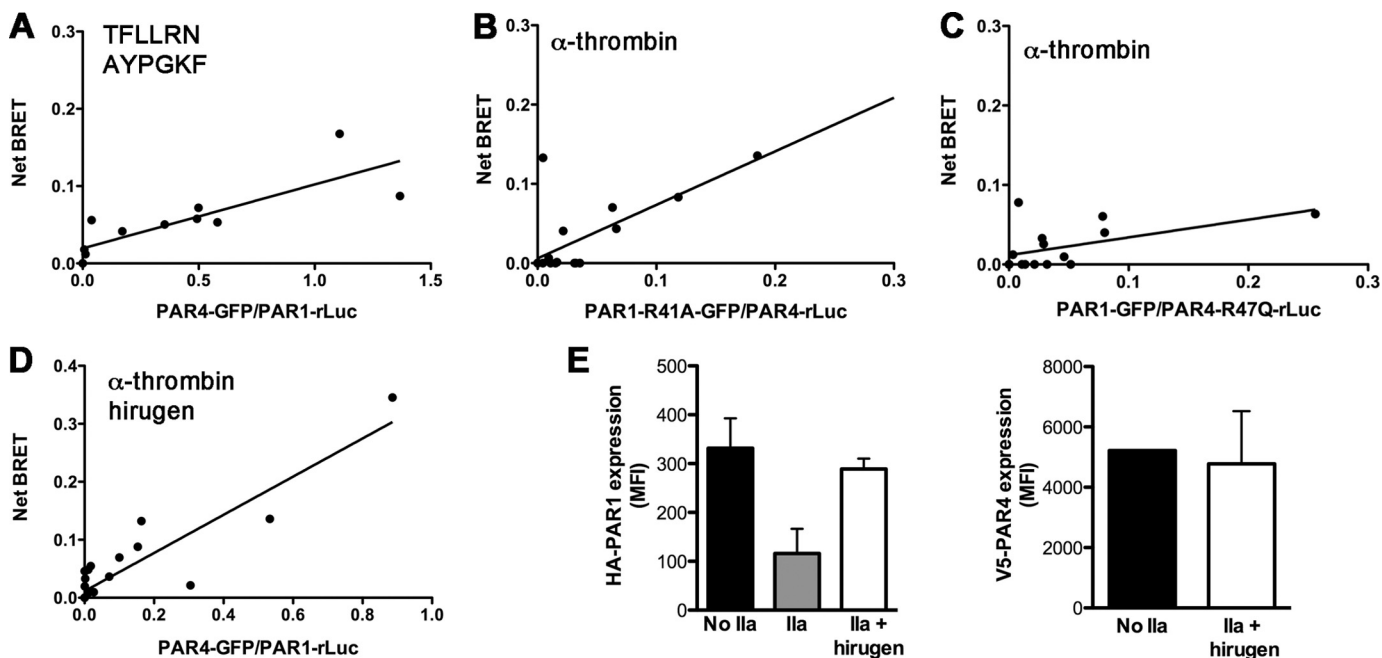 A
TFLLRN
AYPGKF
Net BRET
0.3
0.2
0.1
0.0
0.0 0.5 1.0 1.5
PAR4-GFP/PAR1-rLuc
B
α-thrombin
Net BRET
0.3
0.2
0.1
0.0
0.0 0.1 0.2 0.3
PAR1-R41A-GFP/PAR4-rLuc
C
α-thrombin
Net BRET
0.3
0.2
0.1
0.0
0.0 0.1 0.2 0.3
PAR1-GFP/PAR4-R47Q-rLuc
D
α-thrombin
hirugen
Net BRET
0.4
0.3
0.2
0.1
0.0
0.0 0.2 0.4 0.6 0.8 1.0
PAR4-GFP/PAR1-rLuc
E
HA-PAR1 expression
(MFI)
500
400
300
200
100
0
No IIa IIa IIa +
hirugen
V5-PAR4 expression
(MFI)
8000
6000
4000
2000
0
No IIa IIa +
hirugen